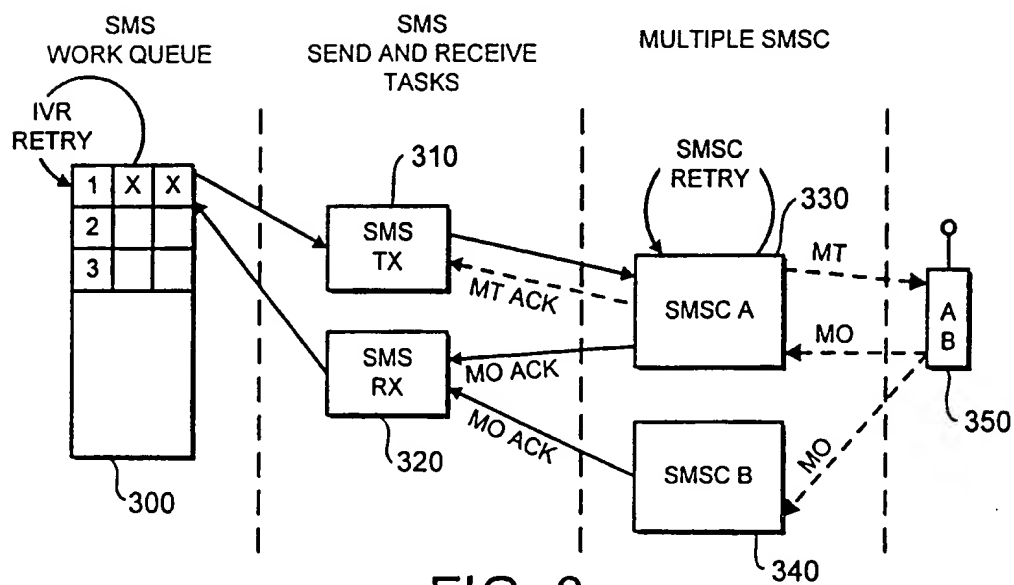 SMS
WORK QUEUE
SMS
SEND AND RECEIVE
TASKS
MULTIPLE SMSC
IVR
RETRY
1 X X
2
3
300
310
SMS
TX
MT ACK
SMS
RX
320
MO ACK
MO ACK
SMSC
RETRY
330
SMSC A
MT
MO
MO
A
B
350
SMSC B
340